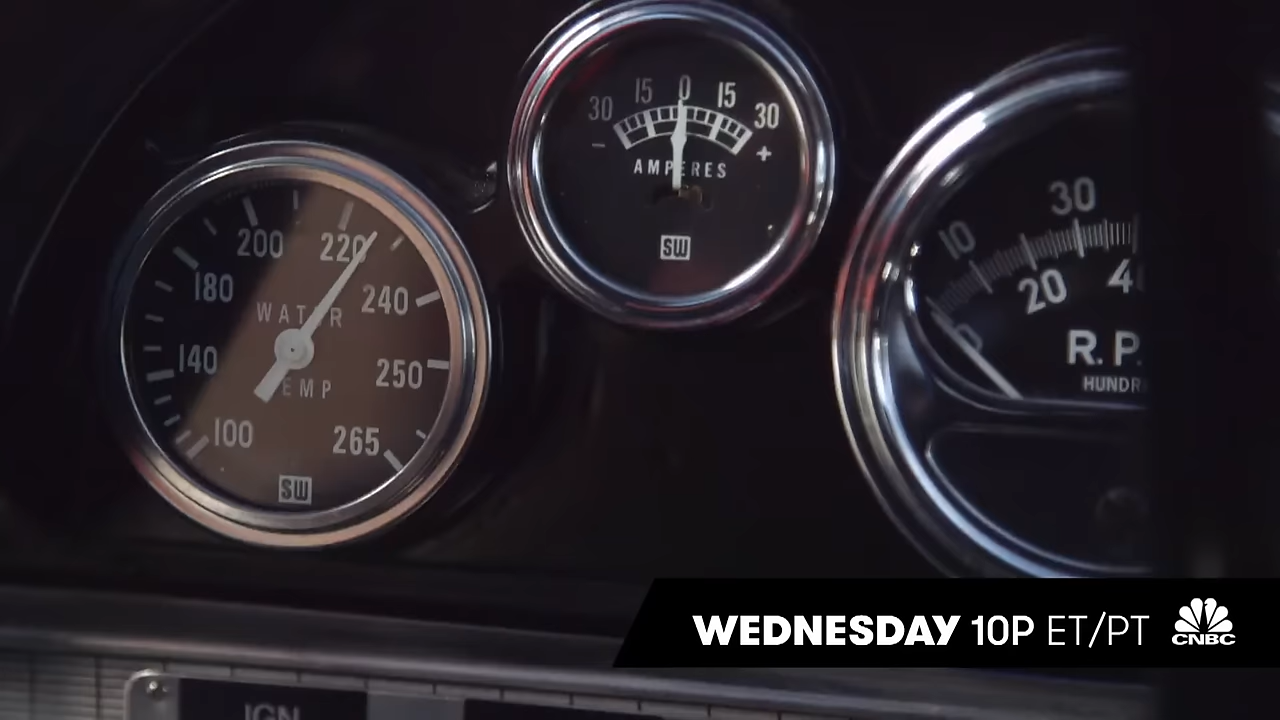 100
140
180
200
220
240
250
265
WATER
TEMP
SW
30 15 0 15 30
– +
AMPERES
SW
10
20
30
R.P.
IGN
WEDNESDAY 10P ET/PT
CNBC